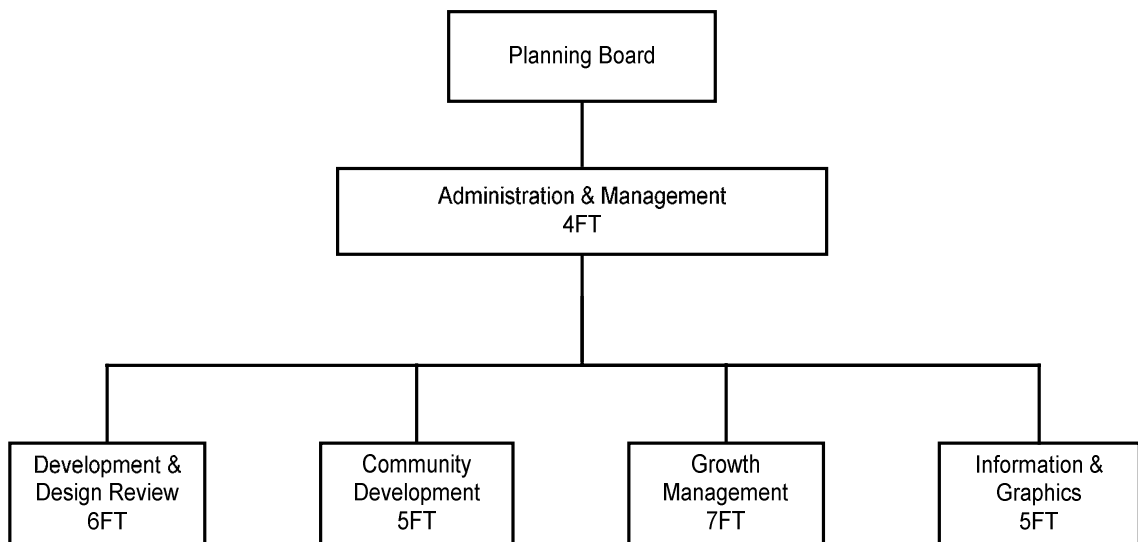 Planning Board
Administration & Management
4FT
Development &
Design Review
6FT
Community
Development
5FT
Growth
Management
7FT
Information &
Graphics
5FT